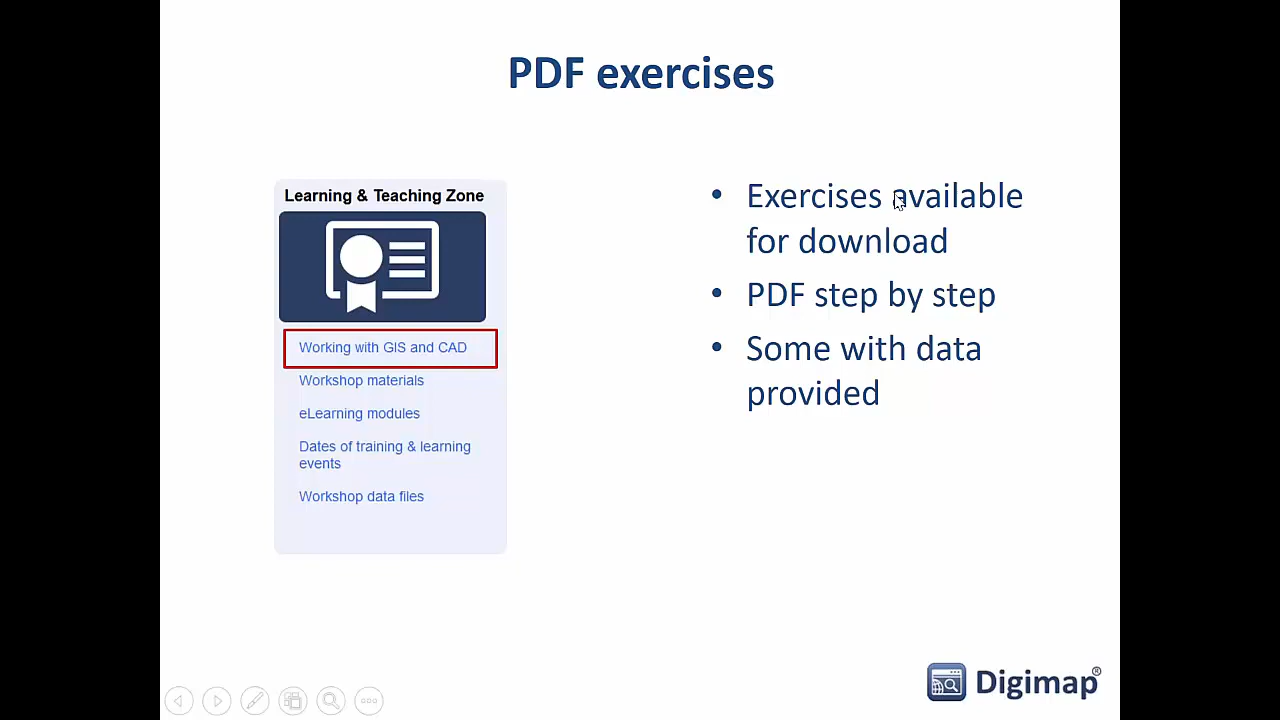 PDF exercises
Learning & Teaching Zone
Working with GIS and CAD
Workshop materials
eLearning modules
Dates of training & learning
events
Workshop data files
• Exercises available
for download
• PDF step by step
• Some with data
provided
Digimap®